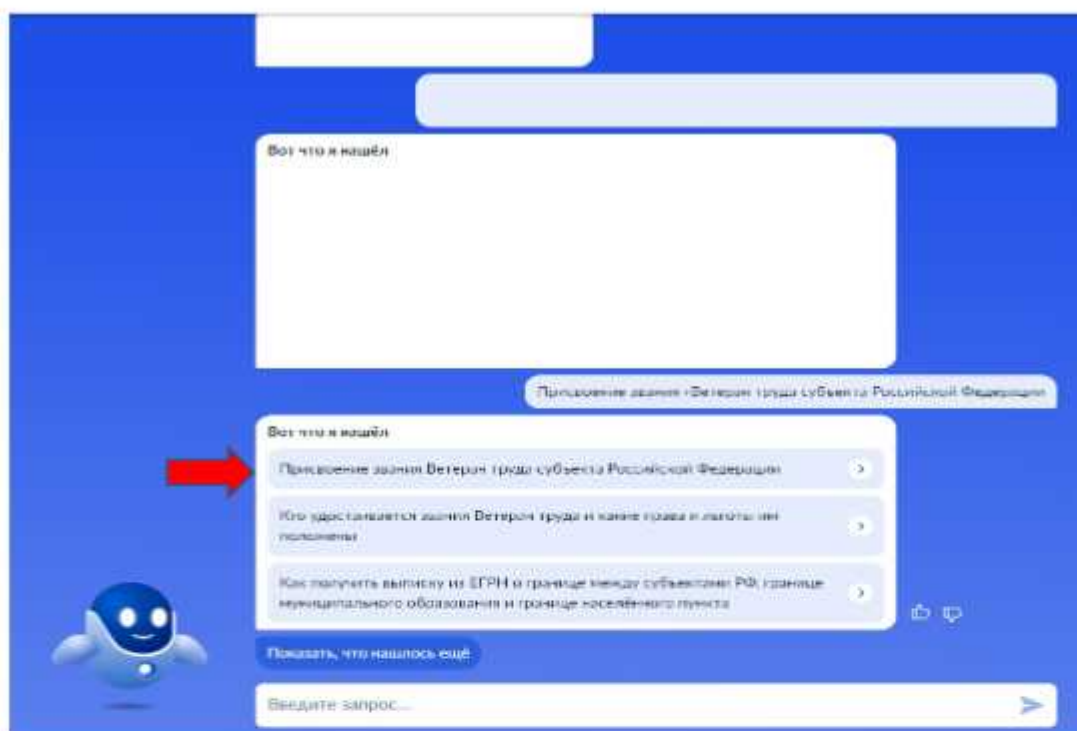 Вот что я нашёл
Присвоение звания «Ветеран труда субъекта Российской Федерации
Вот что я нашёл
Присвоение звания Ветеран труда субъекта Российской Федерации
Кто удостаивается звания Ветеран труда и какие права и льготы им
положены
Как получить выписку из ЕГРН о границе между субъектами РФ, границе
муниципального образования и границе населённого пункта
Показать, что нашлось ещё
Введите запрос...